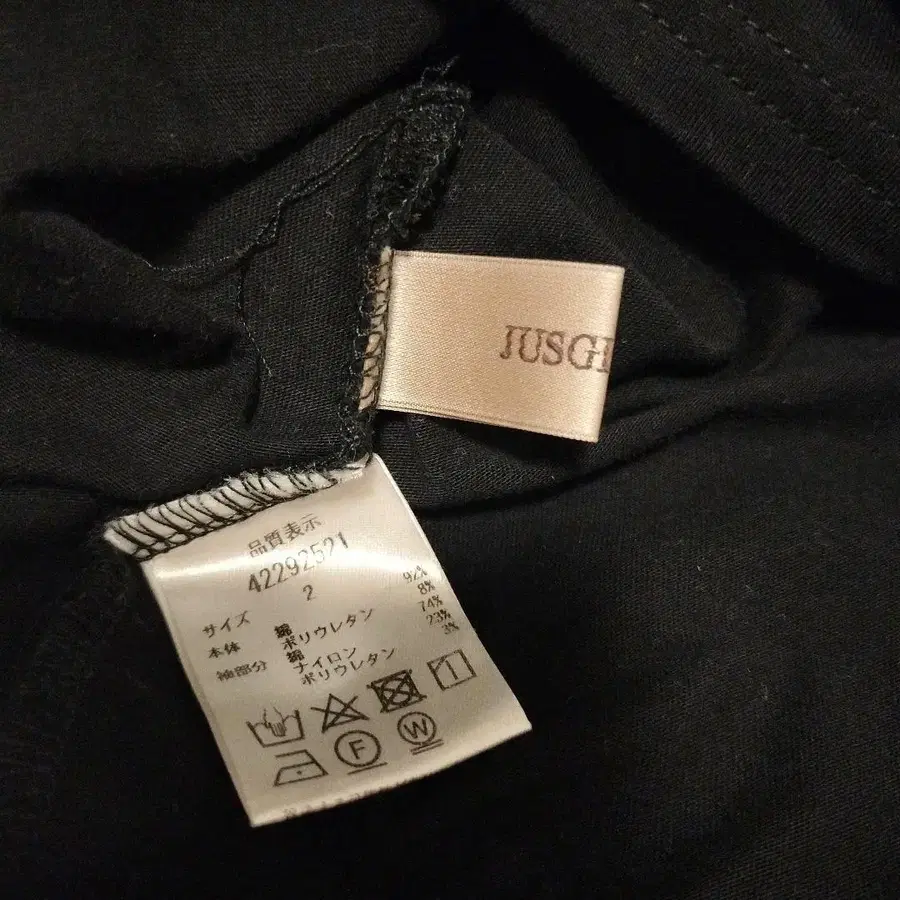 JUSGL
品質表示
42292521
サイズ 2
本体 綿 92%
ポリウレタン 8%
袖部分 綿 74%
ナイロン 23%
ポリウレタン 3%
F W